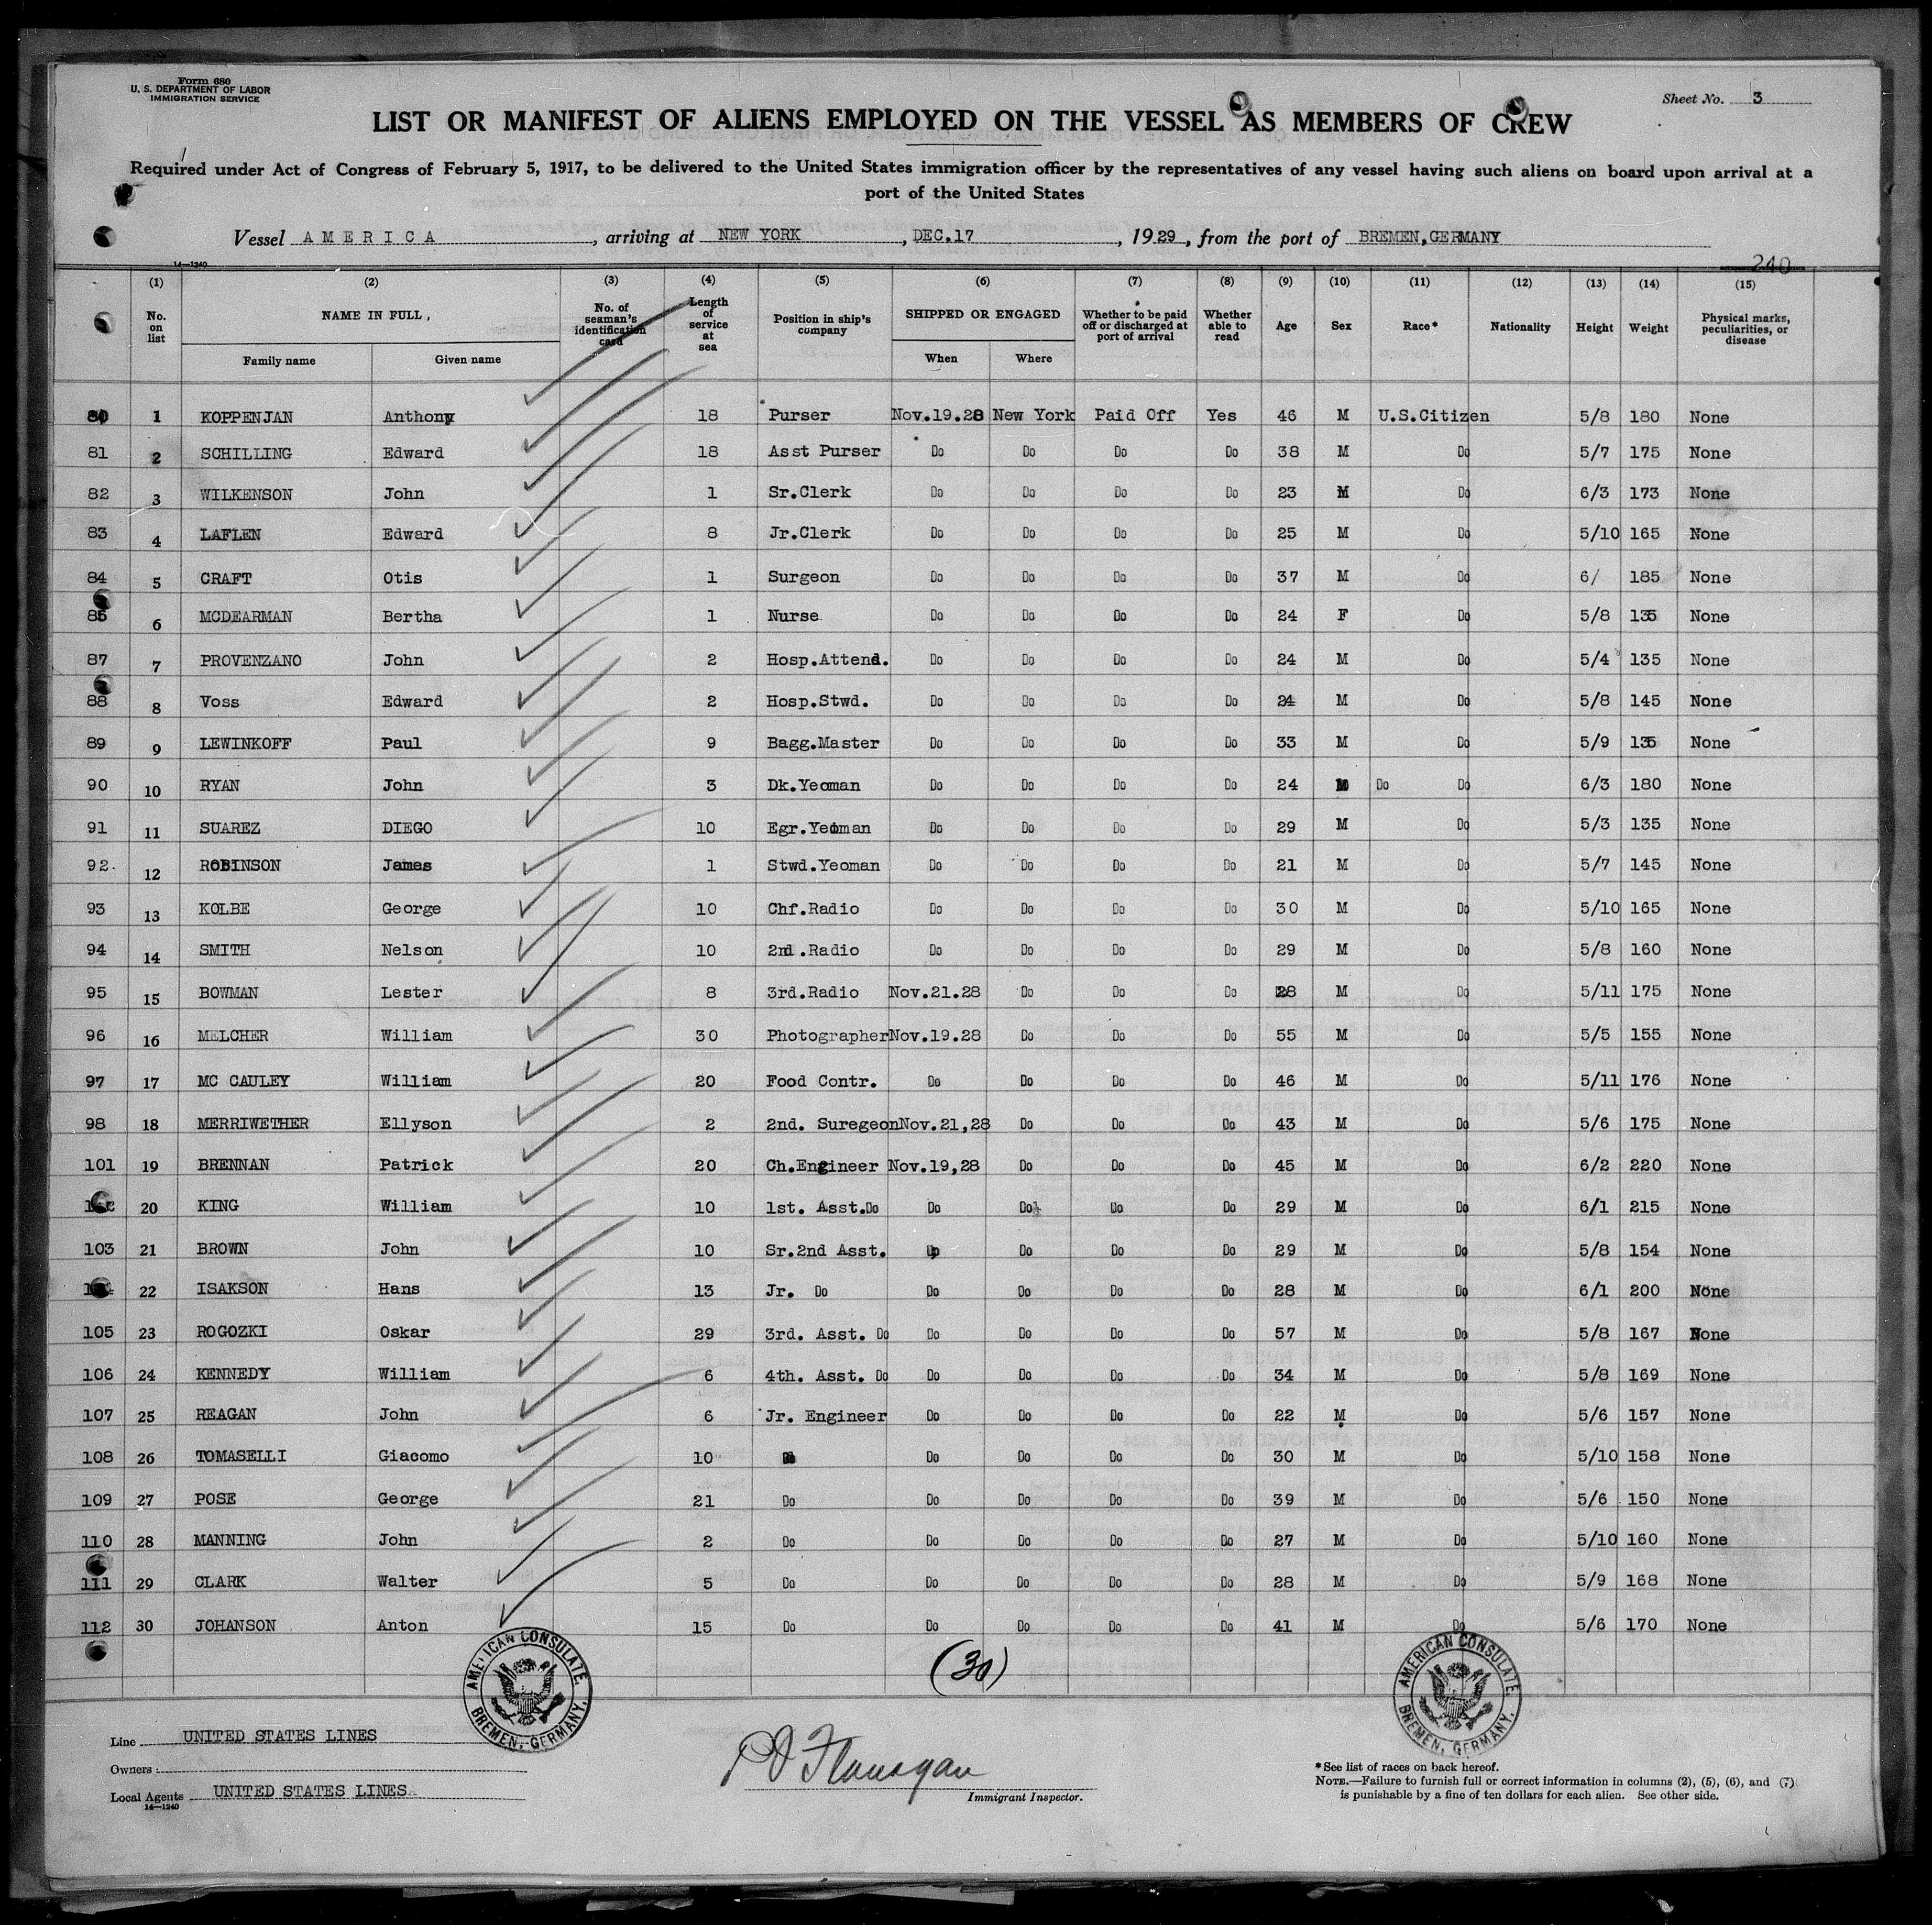 Form 680
U. S. DEPARTMENT OF LABOR
IMMIGRATION SERVICE
Sheet No. 3
LIST OR MANIFEST OF ALIENS EMPLOYED ON THE VESSEL AS MEMBERS OF CREW
Required under Act of Congress of February 5, 1917, to be delivered to the United States immigration officer by the representatives of any vessel having such aliens on board upon arrival at a
port of the United States
Vessel AMERICA, arriving at NEW YORK, DEC.17, 1929, from the port of BREMEN, GERMANY
14—1240
240
(1) (2) (3) (4) (5) (6) (7) (8) (9) (10) (11) (12) (13) (14) (15)
No. on list NAME IN FULL, Family name Given name No. of seaman's identification card Length of service at sea Position in ship's company SHIPPED OR ENGAGED When Where Whether to be paid off or discharged at port of arrival Whether able to read Age Sex Race* Nationality Height Weight Physical marks, peculiarities, or disease
80 1 KOPPENJAN Anthony 18 Purser Nov.19.28 New York Paid Off Yes 46 M U.S.Citizen 5/8 180 None
81 2 SCHILLING Edward 18 Asst Purser Do Do Do Do 38 M Do 5/7 175 None
82 3 WILKENSON John 1 Sr.Clerk Do Do Do Do 23 M Do 6/3 173 None
83 4 LAFLEN Edward 8 Jr.Clerk Do Do Do Do 25 M Do 5/10 165 None
84 5 CRAFT Otis 1 Surgeon Do Do Do Do 37 M Do 6/ 185 None
85 6 MCDEARMAN Bertha 1 Nurse Do Do Do Do 24 F Do 5/8 135 None
87 7 PROVENZANO John 2 Hosp.Attend. Do Do Do Do 24 M Do 5/4 135 None
88 8 Voss Edward 2 Hosp.Stwd. Do Do Do Do 24 M Do 5/8 145 None
89 9 LEWINKOFF Paul 9 Bagg.Master Do Do Do Do 33 M Do 5/9 135 None
90 10 RYAN John 3 Dk.Yeoman Do Do Do Do 24 M Do Do 6/3 180 None
91 11 SUAREZ DIEGO 10 Egr.Yeoman Do Do Do Do 29 M Do 5/3 135 None
92. 12 ROBINSON James 1 Stwd.Yeoman Do Do Do Do 21 M Do 5/7 145 None
93 13 KOLBE George 10 Chf.Radio Do Do Do Do 30 M Do 5/10 165 None
94 14 SMITH Nelson 10 2nd.Radio Do Do Do Do 29 M Do 5/8 160 None
95 15 BOWMAN Lester 8 3rd.Radio Nov.21.28 Do Do Do 28 M Do 5/11 175 None
96 16 MELCHER William 30 Photographer Nov.19.28 Do Do Do 55 M Do 5/5 155 None
97 17 MC CAULEY William 20 Food Contr. Do Do Do Do 46 M Do 5/11 176 None
98 18 MERRIWETHER Ellyson 2 2nd. Suregeon Nov.21,28 Do Do Do 43 M Do 5/6 175 None
101 19 BRENNAN Patrick 20 Ch.Engineer Nov.19,28 Do Do Do 45 M Do 6/2 220 None
20 KING William 10 1st. Asst.Do Do Do Do Do 29 M Do 6/1 215 None
103 21 BROWN John 10 Sr.2nd Asst. Do Do Do Do 29 M Do 5/8 154 None
22 ISAKSON Hans 13 Jr. Do Do Do Do Do 28 M Do 6/1 200 None
105 23 ROGOZKI Oskar 29 3rd. Asst. Do Do Do Do Do 57 M Do 5/8 167 None
106 24 KENNEDY William 6 4th. Asst. Do Do Do Do Do 34 M Do 5/8 169 None
107 25 REAGAN John 6 Jr. Engineer Do Do Do Do 22 M Do 5/6 157 None
108 26 TOMASELLI Giacomo 10 Do Do Do Do Do 30 M Do 5/10 158 None
109 27 POSE George 21 Do Do Do Do Do 39 M Do 5/6 150 None
110 28 MANNING John 2 Do Do Do Do Do 27 M Do 5/10 160 None
111 29 CLARK Walter 5 Do Do Do Do Do 28 M Do 5/9 168 None
112 30 JOHANSON Anton 15 Do Do Do Do Do 41 M Do 5/6 170 None
(30)
AMERICAN CONSULATE, BREMEN, GERMANY.
AMERICAN CONSULATE, BREMEN, GERMANY.
Line UNITED STATES LINES
Owners
Local Agents UNITED STATES LINES
14—1240
P J Flanagan
Immigrant Inspector.
*See list of races on back hereof.
NOTE.—Failure to furnish full or correct information in columns (2), (5), (6), and (7)
is punishable by a fine of ten dollars for each alien. See other side.